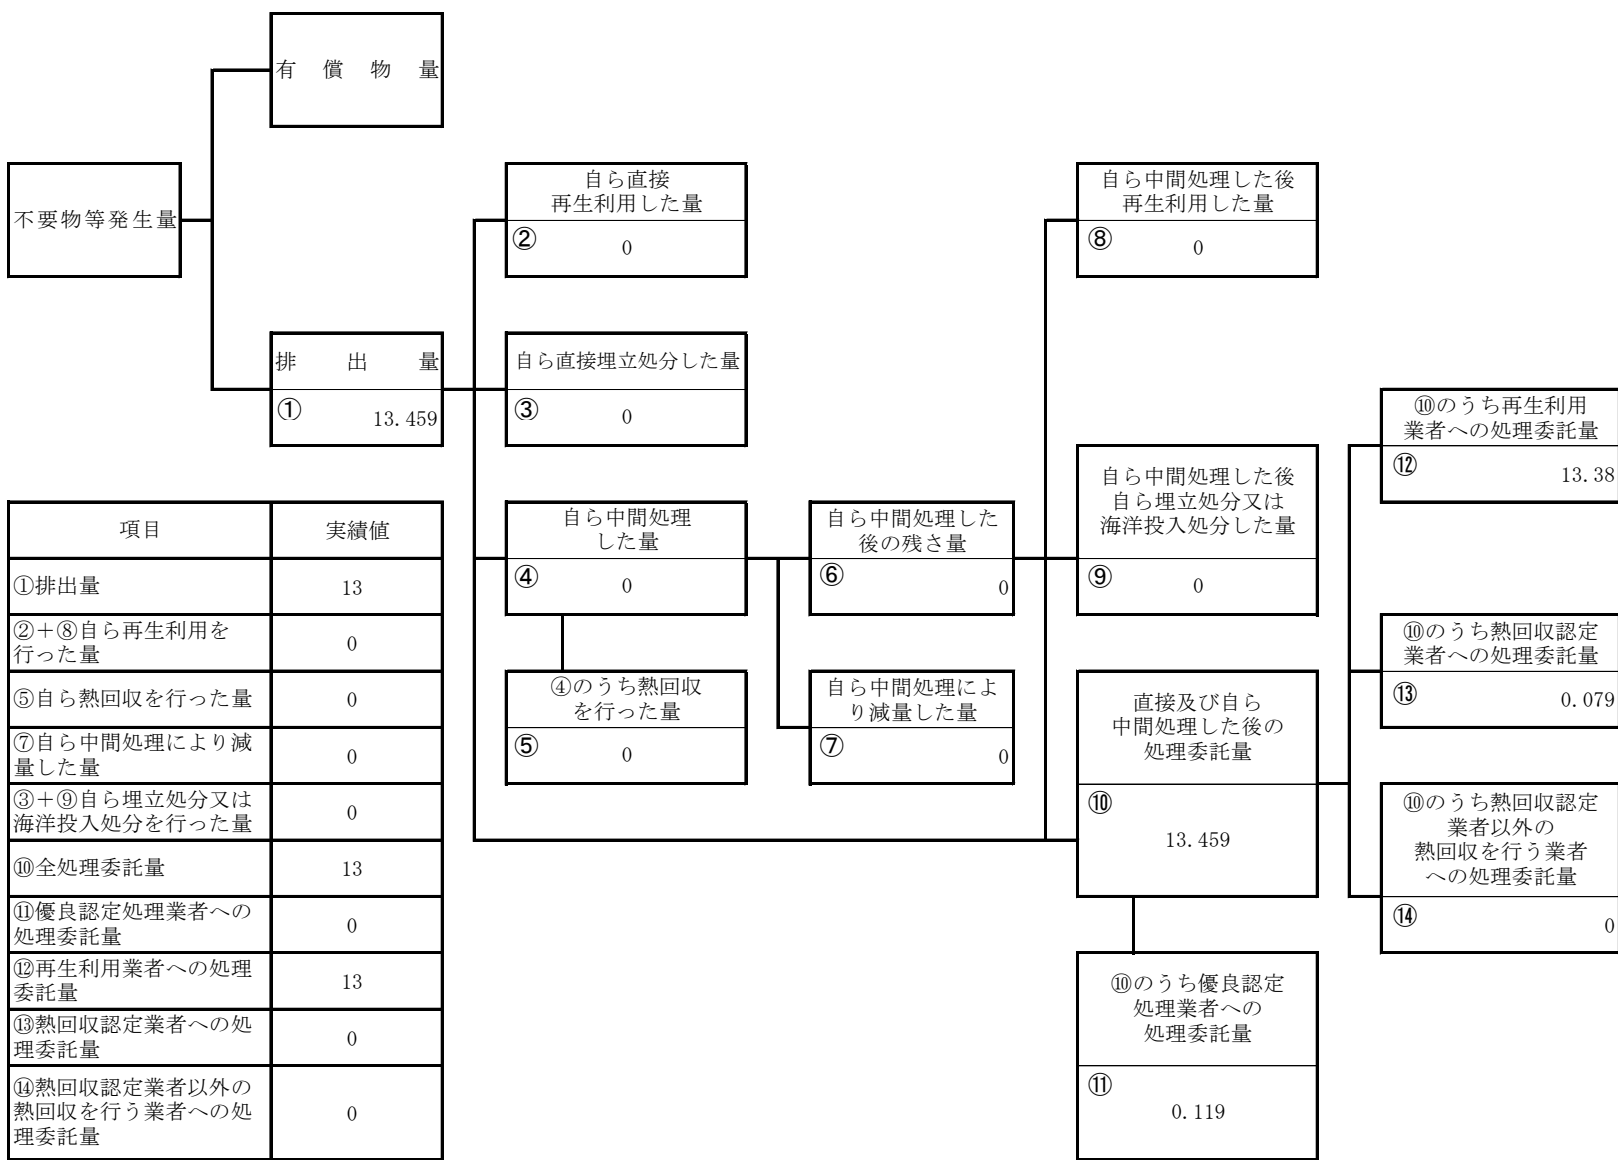 有償物量
不要物等発生量
排出量
① 13.459
自ら直接
再生利用した量
② 0
自ら直接埋立処分した量
③ 0
自ら中間処理
した量
④ 0
④のうち熱回収
を行った量
⑤ 0
自ら中間処理した
後の残さ量
⑥ 0
自ら中間処理によ
り減量した量
⑦ 0
自ら中間処理した後
再生利用した量
⑧ 0
自ら中間処理した後
自ら埋立処分又は
海洋投入処分した量
⑨ 0
直接及び自ら
中間処理した後の
処理委託量
⑩
13.459
⑩のうち優良認定
処理業者への
処理委託量
⑪
0.119
⑩のうち再生利用
業者への処理委託量
⑫ 13.38
⑩のうち熱回収認定
業者への処理委託量
⑬ 0.079
⑩のうち熱回収認定
業者以外の
熱回収を行う業者
への処理委託量
⑭ 0
項目 実績値
①排出量 13
②+⑧自ら再生利用を
行った量 0
⑤自ら熱回収を行った量 0
⑦自ら中間処理により減
量した量 0
③+⑨自ら埋立処分又は
海洋投入処分を行った量 0
⑩全処理委託量 13
⑪優良認定処理業者への
処理委託量 0
⑫再生利用業者への処理
委託量 13
⑬熱回収認定業者への処
理委託量 0
⑭熱回収認定業者以外の
熱回収を行う業者への処
理委託量 0